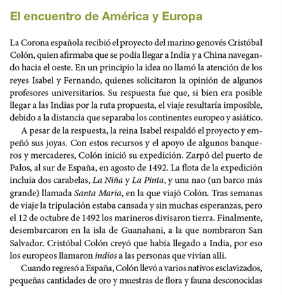 El encuentro de América y Europa
La Corona española recibió el proyecto del marino genovés Cristóbal
Colón, quien afirmaba que se podía llegar a India y a China navegan-
do hacia el oeste. En un principio la idea no llamó la atención de los
reyes Isabel y Fernando, quienes solicitaron la opinión de algunos
profesores universitarios. Su respuesta fue que, si bien era posible
llegar a las Indias por la ruta propuesta, el viaje resultaría imposible,
debido a la distancia que separaba los continentes europeo y asiático.
A pesar de la respuesta, la reina Isabel respaldó el proyecto y em-
peñó sus joyas. Con estos recursos y el apoyo de algunos banque-
ros y mercaderes, Colón inició su expedición. Zarpó del puerto de
Palos, al sur de España, en agosto de 1492. La flota de la expedición
incluía dos carabelas, La Niña y La Pinta, y una nao (un barco más
grande) llamada Santa María, en la que viajó Colón. Tras semanas
de viaje la tripulación estaba cansada y sin muchas esperanzas, pero
el 12 de octubre de 1492 los marineros divisaron tierra. Finalmente,
desembarcaron en la isla de Guanahani, a la que nombraron San
Salvador. Cristóbal Colón creyó que había llegado a India, por eso
los europeos llamaron indios a las personas que vivían allí.
Cuando regresó a España, Colón llevó a varios nativos esclavizados,
pequeñas cantidades de oro y muestras de flora y fauna desconocidas